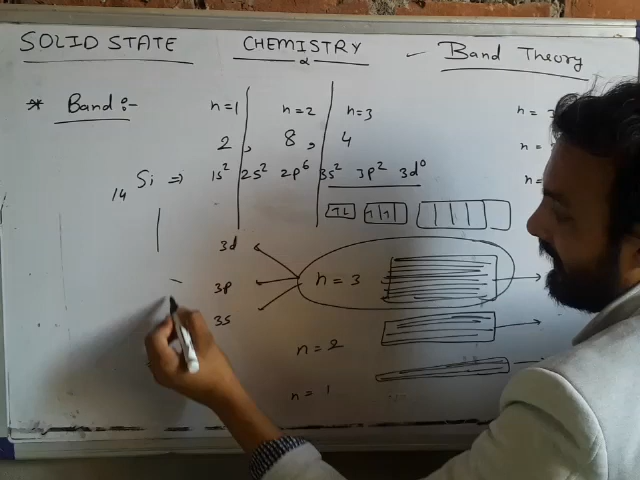 SOLID STATE CHEMISTRY - Band Theory
* Band:- n=1 n=2 n=3
2, 8, 4
14 Si ⇒ 1s² 2s² 2p⁶ 3s² 3p² 3d⁰
3d
3p n=3
3s
n=2
n=1
n=
n=
n=